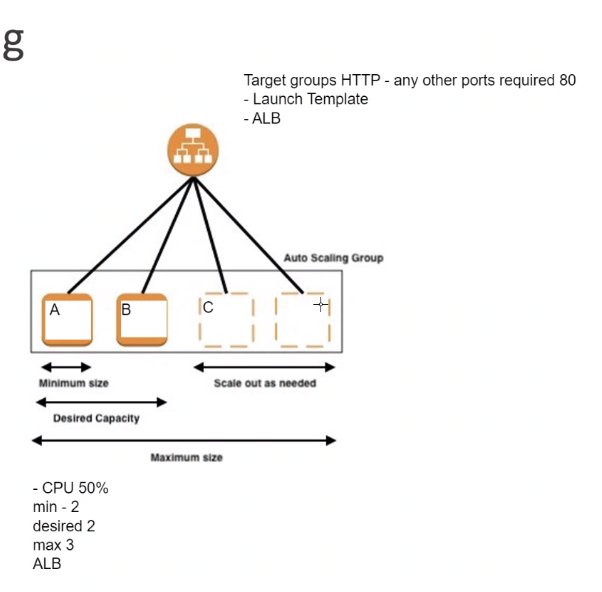 g
Target groups HTTP - any other ports required 80
- Launch Template
- ALB
Auto Scaling Group
A
B
C
Minimum size
Scale out as needed
Desired Capacity
Maximum size
- CPU 50%
min - 2
desired 2
max 3
ALB